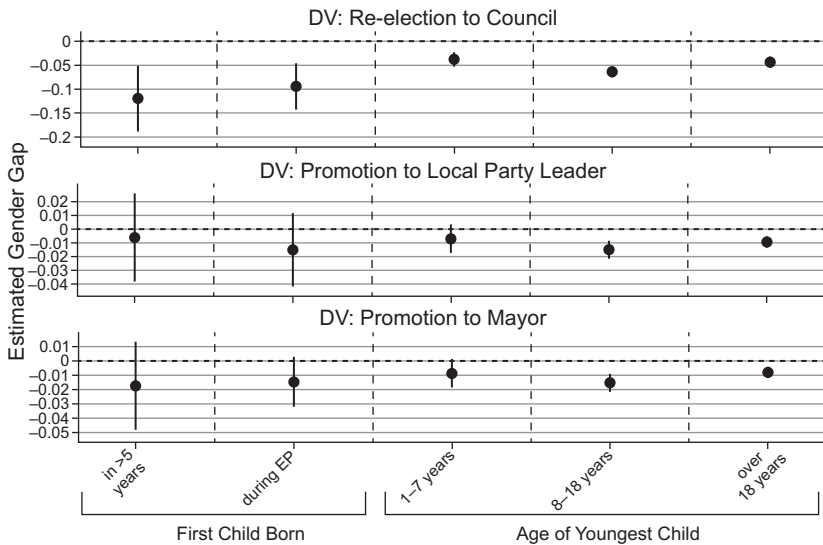 DV: Re-election to Council
0
–0.05
–0.1
–0.15
–0.2
DV: Promotion to Local Party Leader
0.02
0.01
0
–0.01
–0.02
–0.03
–0.04
DV: Promotion to Mayor
0.01
0
–0.01
–0.02
–0.03
–0.04
–0.05
Estimated Gender Gap
in >5
years
during EP
1–7 years
8–18 years
over
18 years
First Child Born
Age of Youngest Child